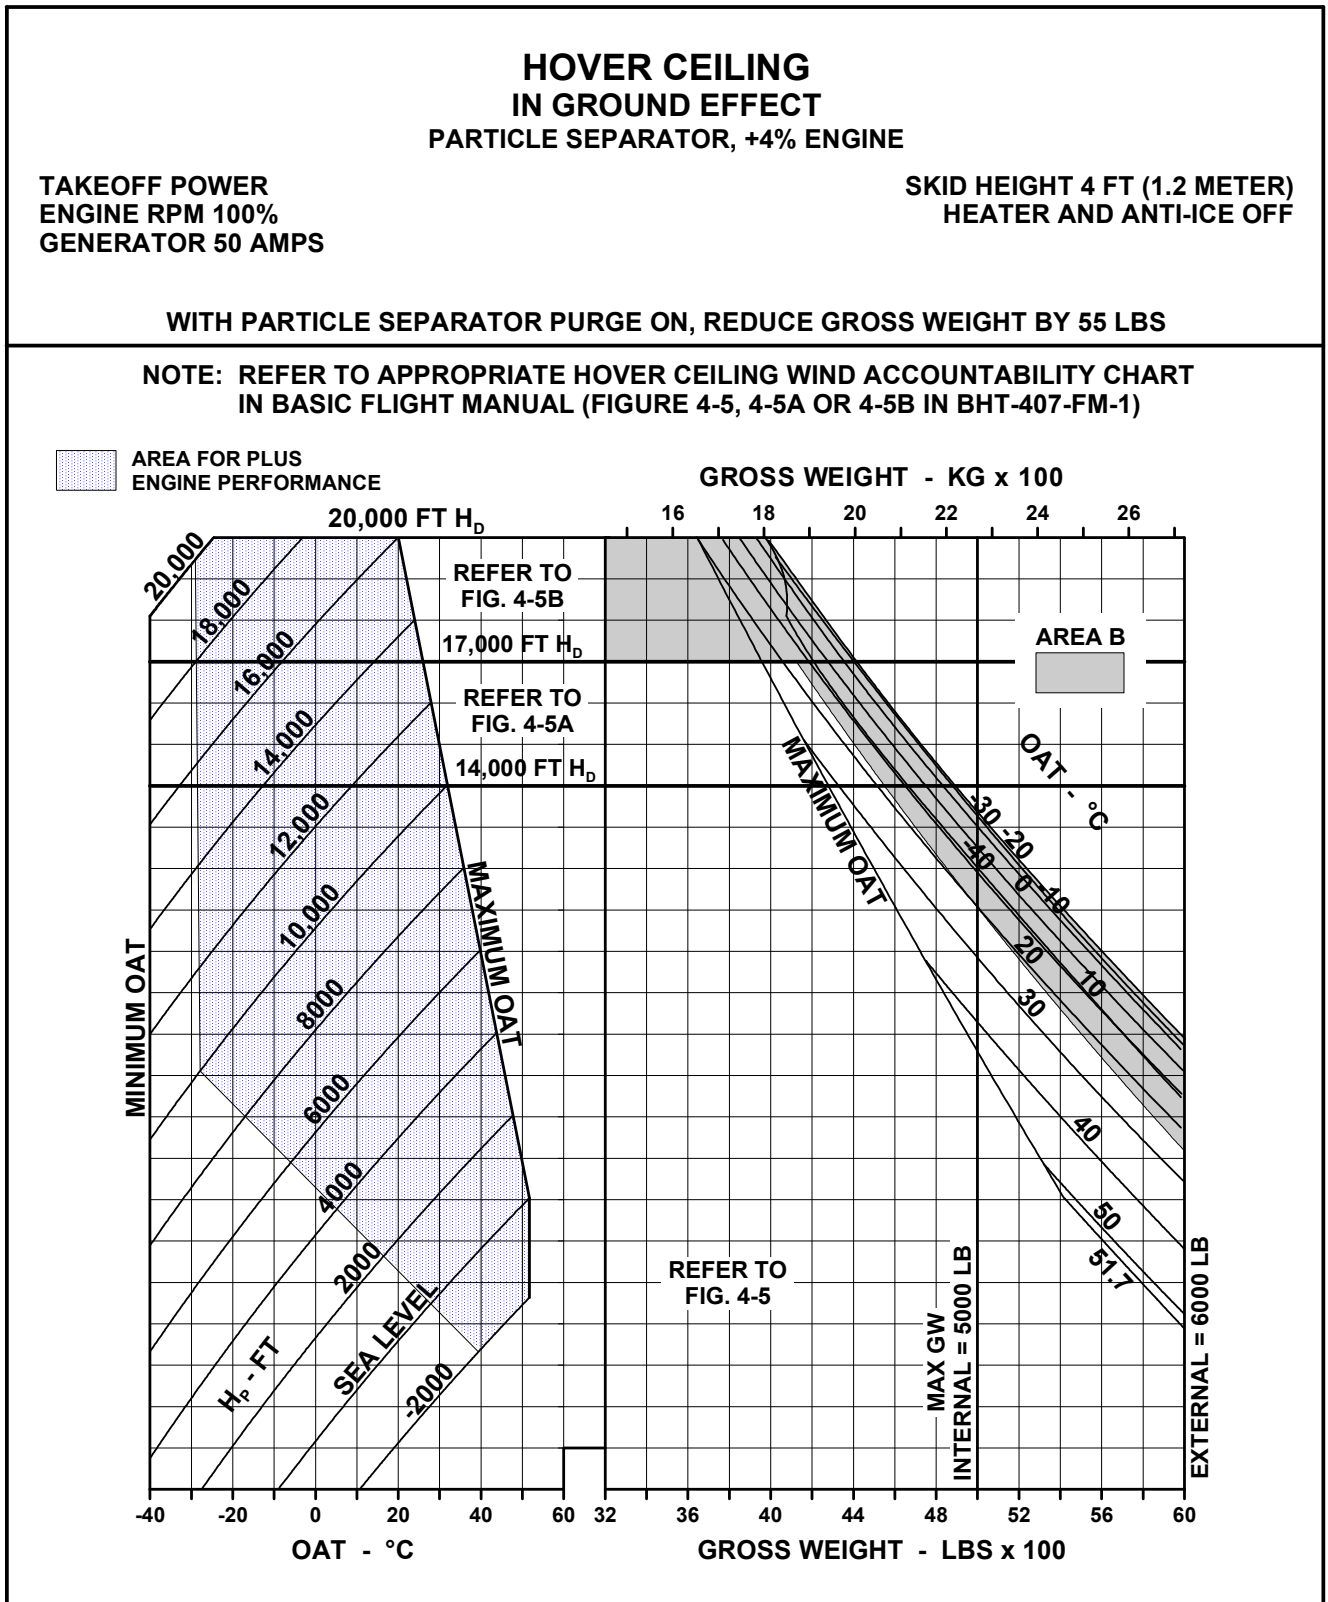 HOVER CEILING
IN GROUND EFFECT
PARTICLE SEPARATOR, +4% ENGINE
TAKEOFF POWER
ENGINE RPM 100%
GENERATOR 50 AMPS
SKID HEIGHT 4 FT (1.2 METER)
HEATER AND ANTI-ICE OFF
WITH PARTICLE SEPARATOR PURGE ON, REDUCE GROSS WEIGHT BY 55 LBS
NOTE: REFER TO APPROPRIATE HOVER CEILING WIND ACCOUNTABILITY CHART
IN BASIC FLIGHT MANUAL (FIGURE 4-5, 4-5A OR 4-5B IN BHT-407-FM-1)
AREA FOR PLUS
ENGINE PERFORMANCE
GROSS WEIGHT - KG x 100
16 18 20 22 24 26
20,000 FT HD
REFER TO
FIG. 4-5B
17,000 FT HD
REFER TO
FIG. 4-5A
14,000 FT HD
20,000
18,000
16,000
14,000
12,000
10,000
8000
6000
4000
2000
SEA LEVEL
-2000
HP - FT
MINIMUM OAT
MAXIMUM OAT
MAXIMUM OAT
AREA B
OAT - °C
-30
-20
-40
0
-10
20
10
30
40
50
51.7
REFER TO
FIG. 4-5
MAX GW
INTERNAL = 5000 LB
EXTERNAL = 6000 LB
-40 -20 0 20 40 60
32 36 40 44 48 52 56 60
OAT - °C
GROSS WEIGHT - LBS x 100